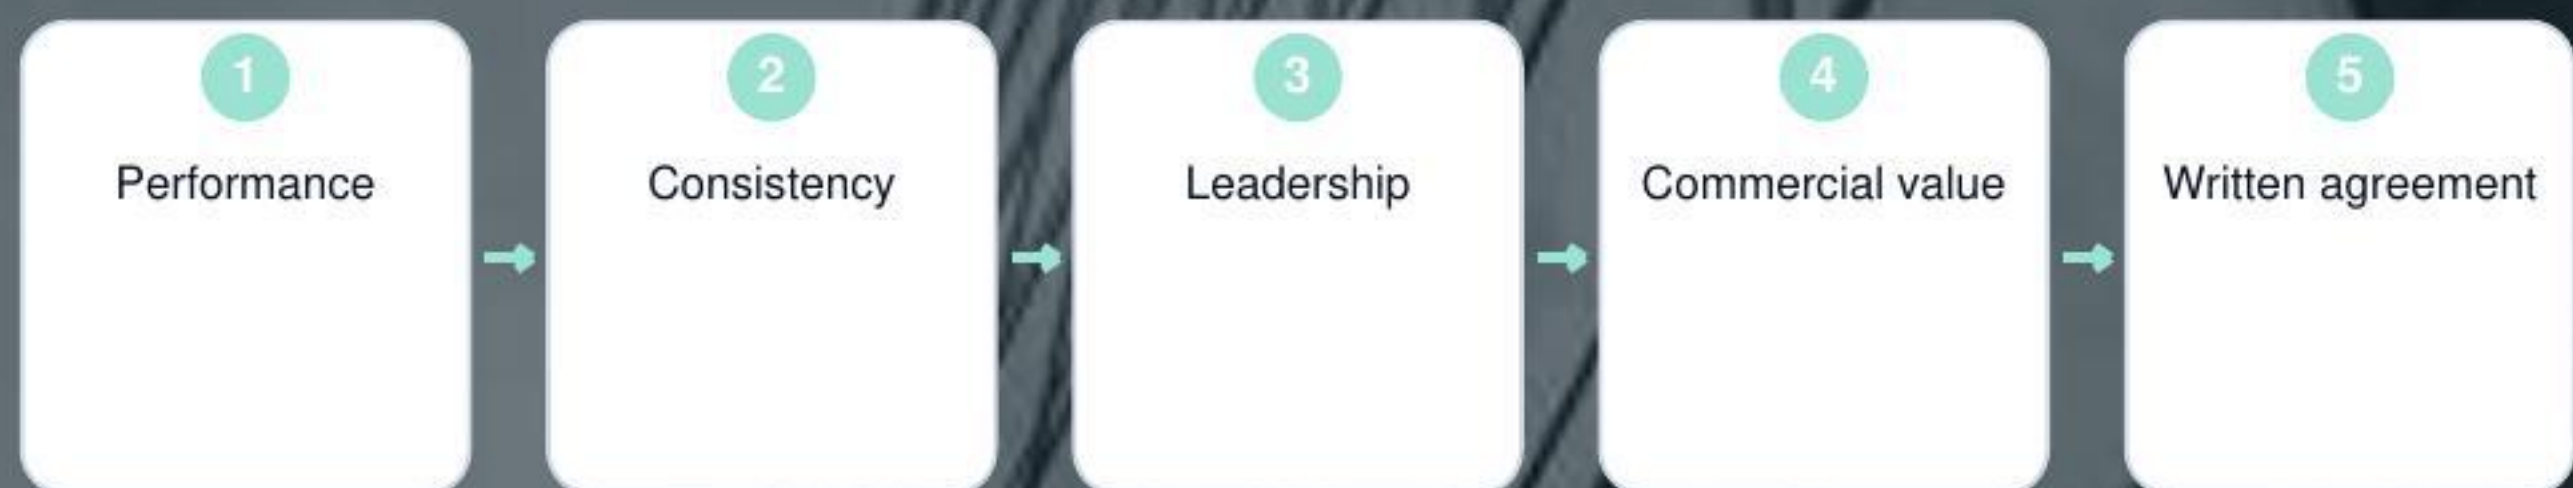 1
Performance
2
Consistency
3
Leadership
4
Commercial value
5
Written agreement